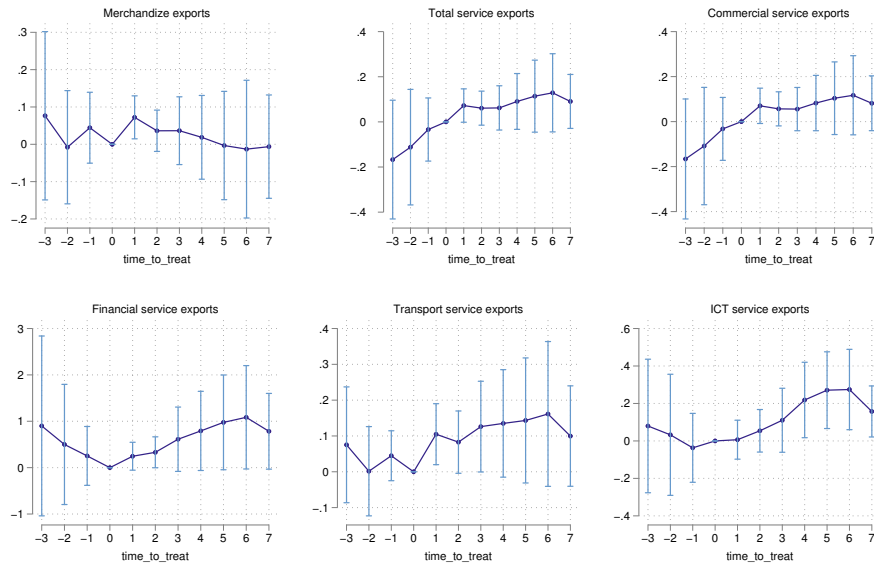 Merchandize exports
.3
.2
.1
0
-.1
-.2
-3 -2 -1 0 1 2 3 4 5 6 7
time_to_treat
Total service exports
.4
.2
0
-.2
-.4
-3 -2 -1 0 1 2 3 4 5 6 7
time_to_treat
Commercial service exports
.4
.2
0
-.2
-.4
-3 -2 -1 0 1 2 3 4 5 6 7
time_to_treat
Financial service exports
3
2
1
0
-1
-3 -2 -1 0 1 2 3 4 5 6 7
time_to_treat
Transport service exports
.4
.3
.2
.1
0
-.1
-3 -2 -1 0 1 2 3 4 5 6 7
time_to_treat
ICT service exports
.6
.4
.2
0
-.2
-.4
-3 -2 -1 0 1 2 3 4 5 6 7
time_to_treat